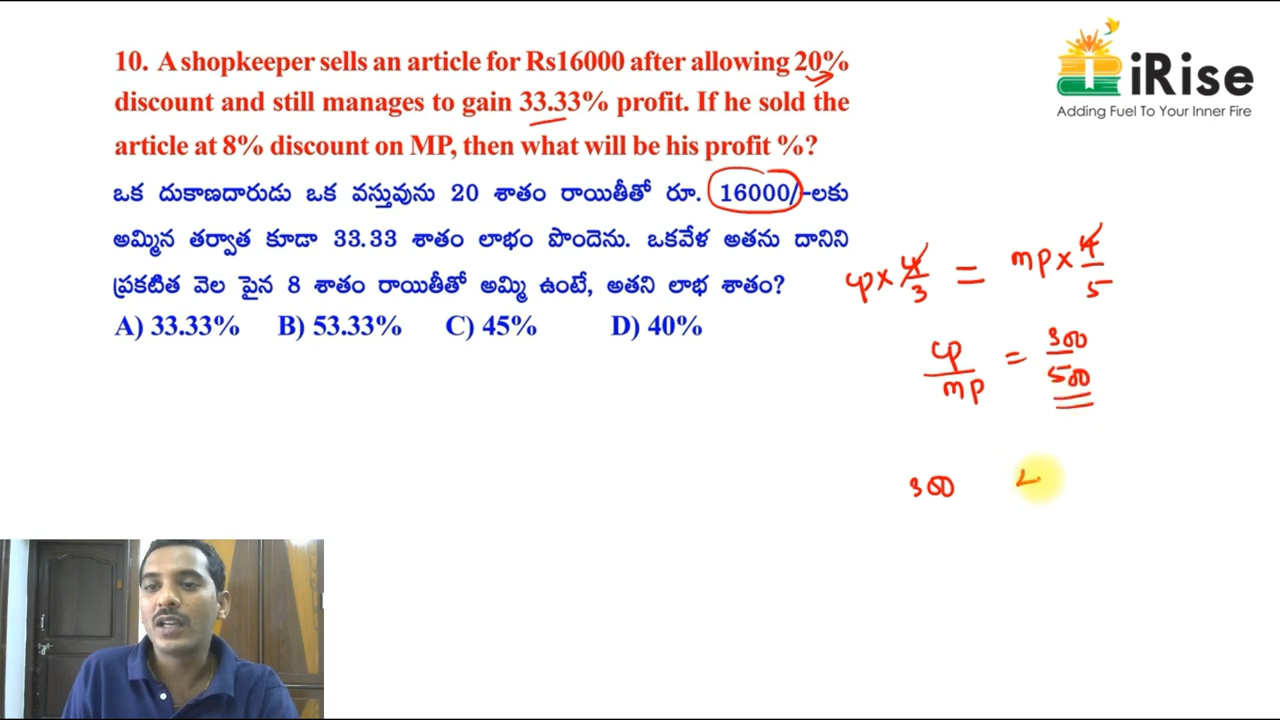 10. A shopkeeper sells an article for Rs16000 after allowing 20%
discount and still manages to gain 33.33% profit. If he sold the
article at 8% discount on MP, then what will be his profit %?
ఒక దుకాణదారుడు ఒక వస్తువును 20 శాతం రాయితీతో రూ. 16000/-లకు
అమ్మిన తర్వాత కూడా 33.33 శాతం లాభం పొందెను. ఒకవేళ అతను దానిని
ప్రకటిత వెల పైన 8 శాతం రాయితీతో అమ్మి ఉంటే, అతని లాభ శాతం?
A) 33.33% B) 53.33% C) 45% D) 40%
iRise
Adding Fuel To Your Inner Fire
cp × 4/3 = mp × 4/5
cp/mp = 300/500
300